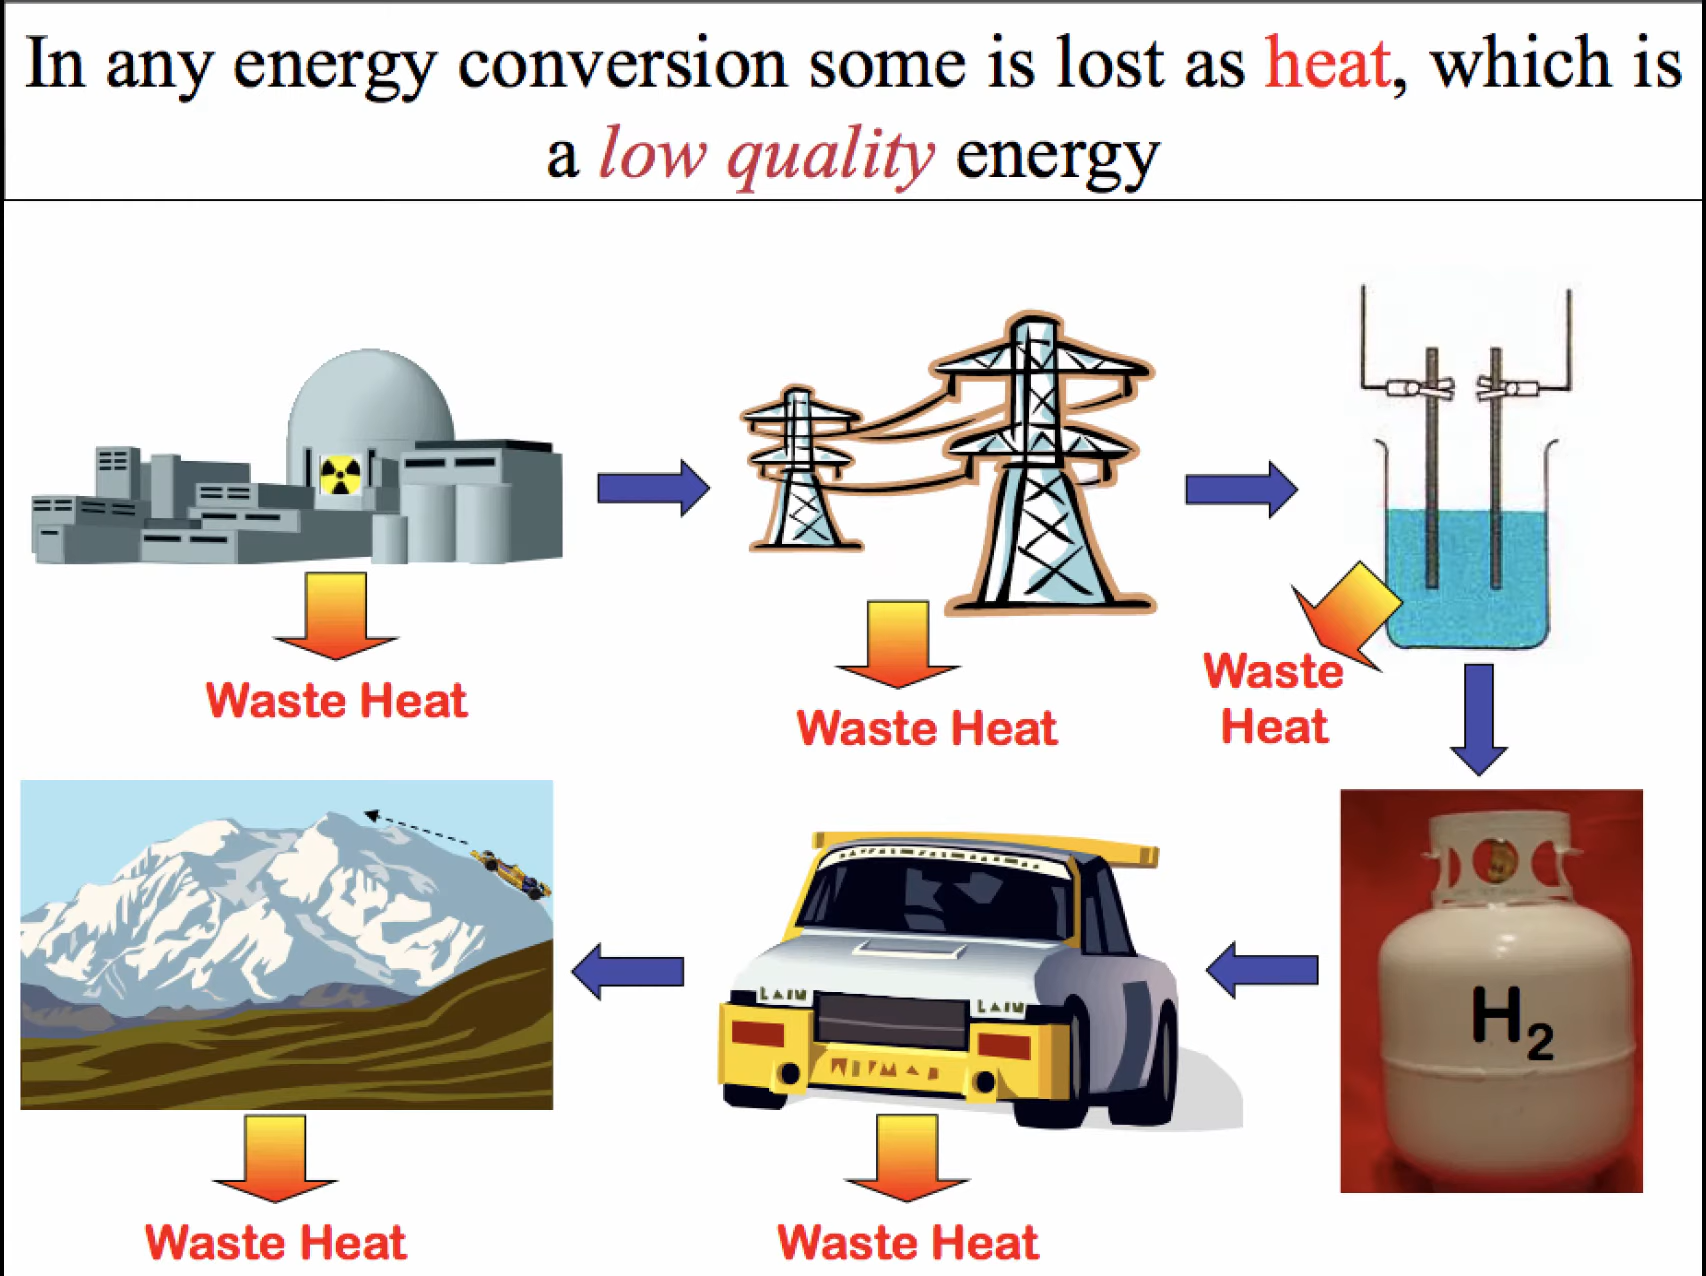 In any energy conversion some is lost as heat, which is
a low quality energy
Waste Heat
Waste Heat
Waste
Heat
H2
Waste Heat
Waste Heat